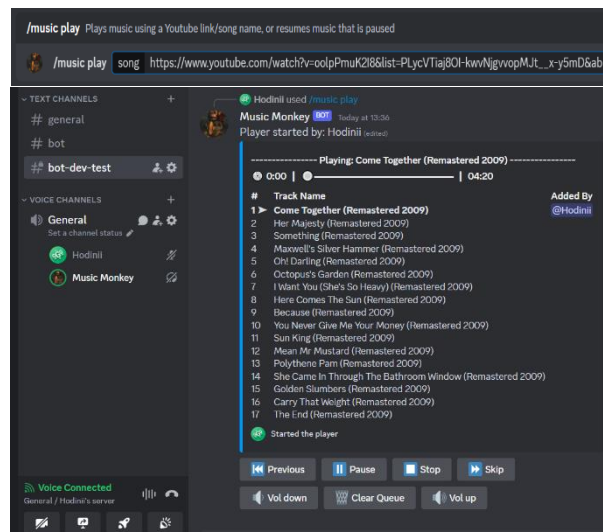 /music play Plays music using a Youtube link/song name, or resumes music that is paused
/music play song https://www.youtube.com/watch?v=oolpPmuK2I8&list=PLycVTiaj8OI-kwvNjgvvopMJt__x-y5mD&ab
TEXT CHANNELS
# general
# bot
# bot-dev-test
VOICE CHANNELS
General
Set a channel status
Hodinii
Music Monkey
Voice Connected
General / Hodini's server
Hodinii used /music play
Music Monkey BOT Today at 13:36
Player started by: Hodinii (edited)
---------------- Playing: Come Together (Remastered 2009) ----------------
0:00 | | 04:20
# Track Name Added By
1 ➤ Come Together (Remastered 2009) @Hodinii
2 Her Majesty (Remastered 2009)
3 Something (Remastered 2009)
4 Maxwell's Silver Hammer (Remastered 2009)
5 Oh! Darling (Remastered 2009)
6 Octopus's Garden (Remastered 2009)
7 I Want You (She's So Heavy) (Remastered 2009)
8 Here Comes The Sun (Remastered 2009)
9 Because (Remastered 2009)
10 You Never Give Me Your Money (Remastered 2009)
11 Sun King (Remastered 2009)
12 Mean Mr Mustard (Remastered 2009)
13 Polythene Pam (Remastered 2009)
14 She Came In Through The Bathroom Window (Remastered 2009)
15 Golden Slumbers (Remastered 2009)
16 Carry That Weight (Remastered 2009)
17 The End (Remastered 2009)
Started the player
Previous Pause Stop Skip
Vol down Clear Queue Vol up